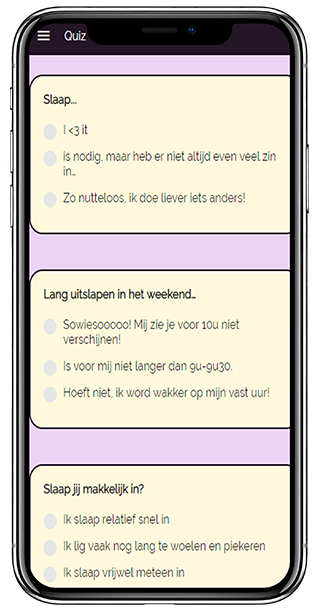 Quiz
Slaap...
I <3 it
is nodig, maar heb er niet altijd even veel zin
in...
Zo nutteloos, ik doe liever iets anders!
Lang uitslapen in het weekend...
Sowiesooooo! Mij zie je voor 10u niet
verschijnen!
Is voor mij niet langer dan 9u-9u30.
Hoeft niet, ik word wakker op mijn vast uur!
Slaap jij makkelijk in?
Ik slaap relatief snel in
Ik lig vaak nog lang te woelen en piekeren
Ik slaap vrijwel meteen in